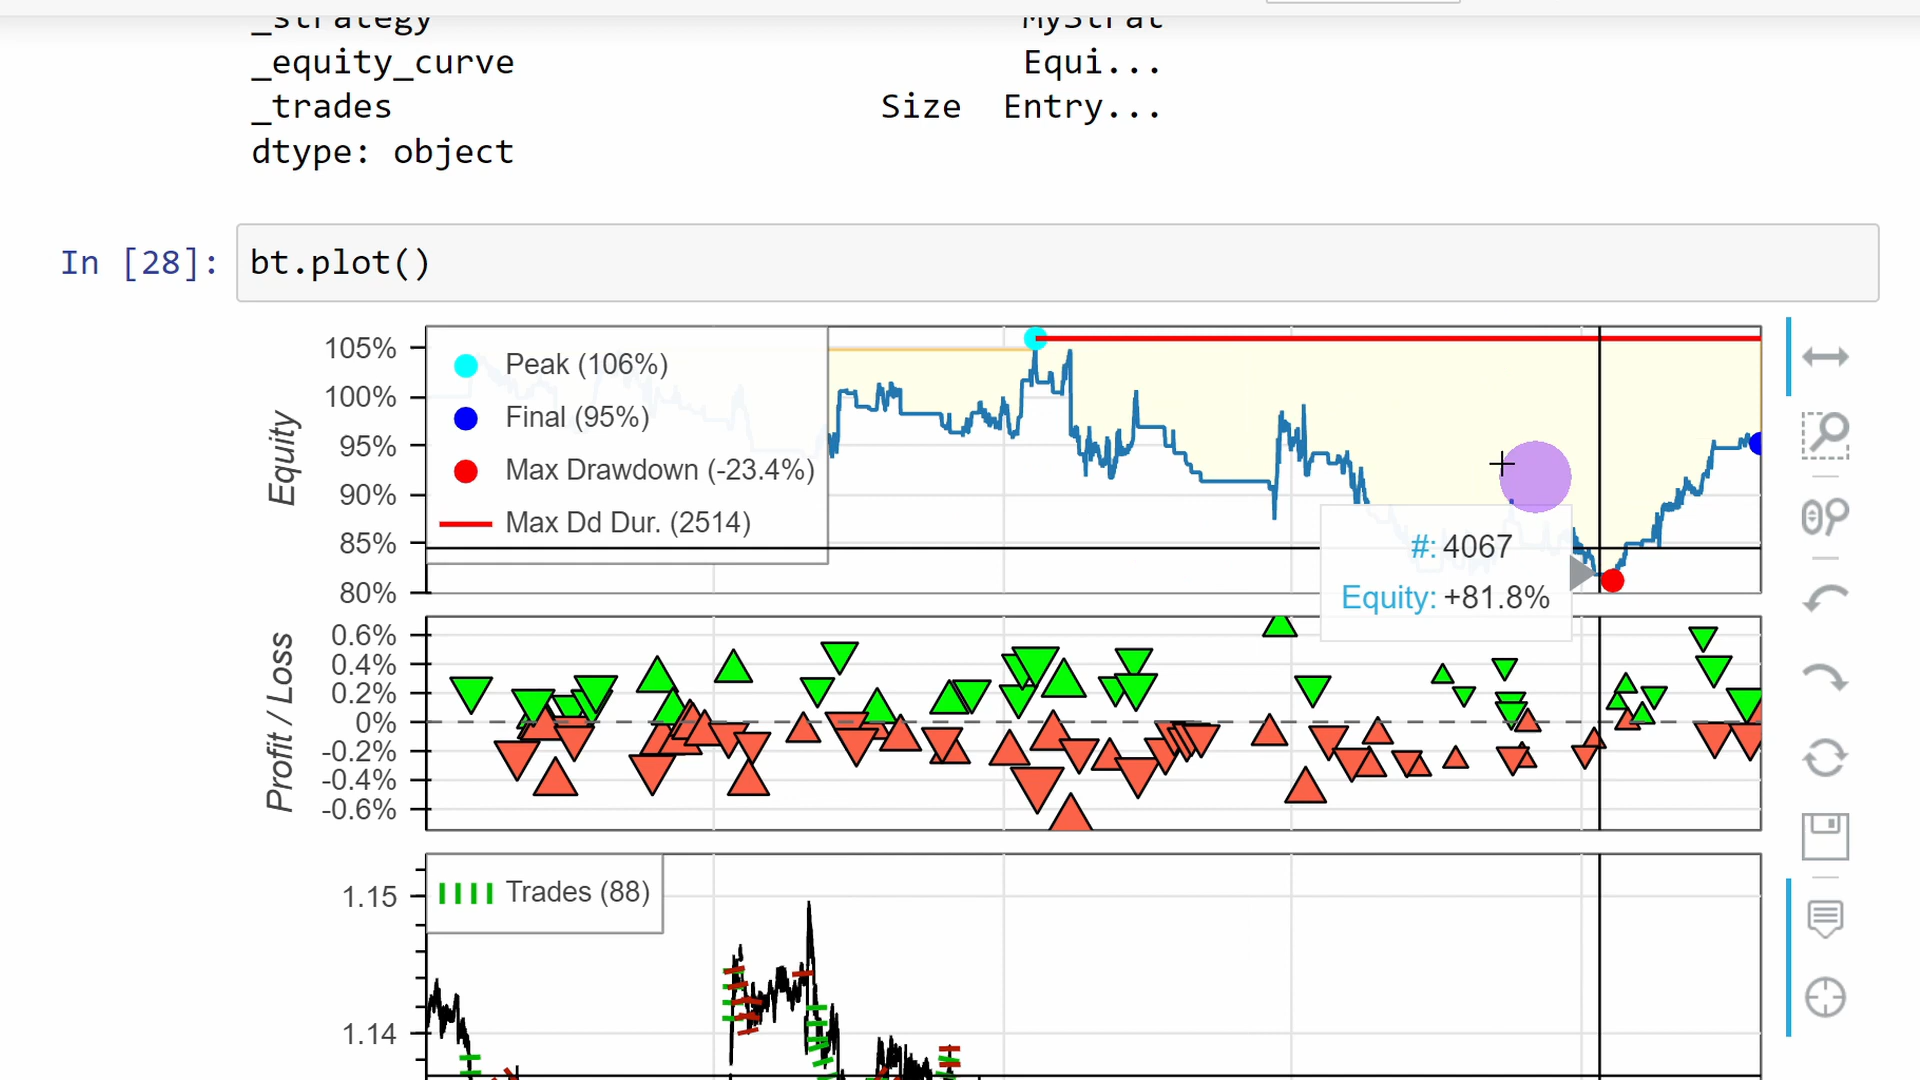 _strategy MyStrat
_equity_curve Equi...
_trades Size Entry...
dtype: object
In [28]: bt.plot()
105%
100%
95%
90%
85%
80%
Equity
Peak (106%)
Final (95%)
Max Drawdown (-23.4%)
Max Dd Dur. (2514)
#: 4067
Equity: +81.8%
0.6%
0.4%
0.2%
0%
-0.2%
-0.4%
-0.6%
Profit / Loss
Trades (88)
1.15
1.14